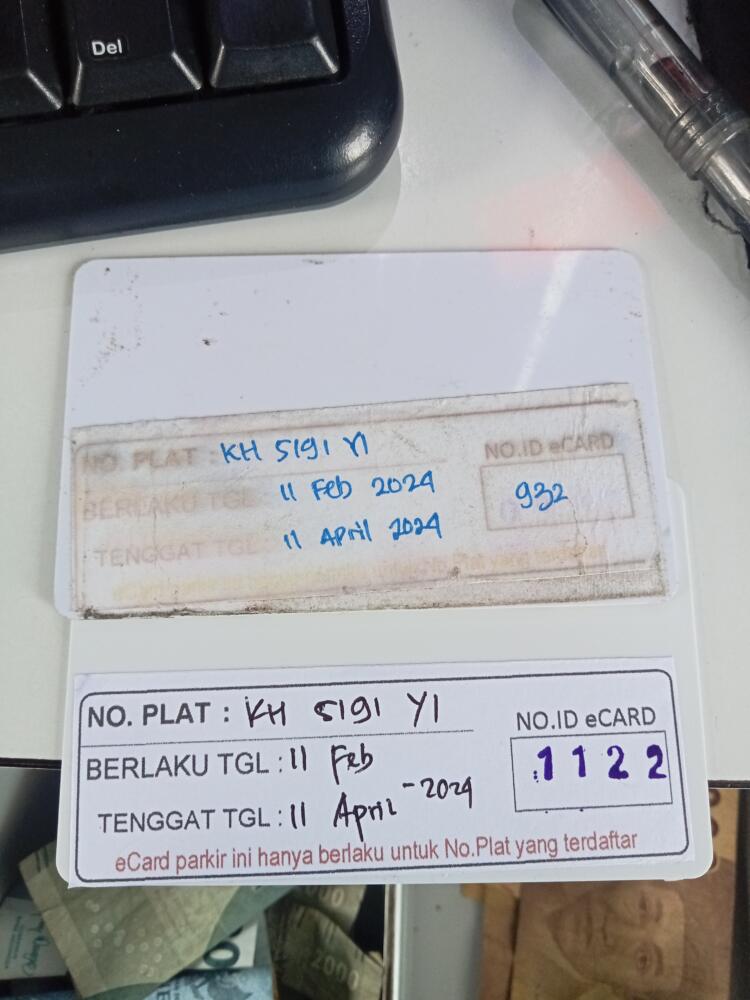 Del
NO. PLAT : KH 5191 YI
NO.ID eCARD
BERLAKU TGL : 11 Feb 2024
932
TENGGAT TGL : 11 April 2024
NO. PLAT : KH 5191 YI
NO.ID eCARD
BERLAKU TGL : 11 Feb
1122
TENGGAT TGL : 11 April - 2024
eCard parkir ini hanya berlaku untuk No.Plat yang terdaftar
2000